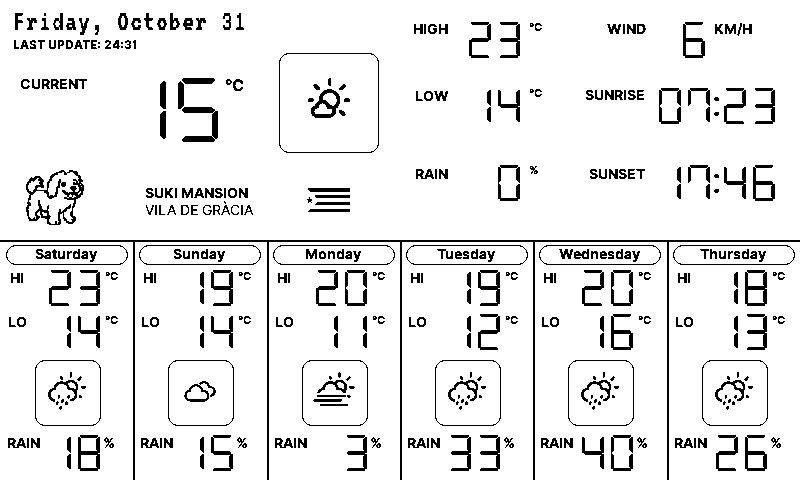 Friday, October 31
LAST UPDATE: 24:31
CURRENT 15 °C
SUKI MANSION
VILA DE GRÀCIA
HIGH 23 °C
LOW 14 °C
RAIN 0 %
WIND 6 KM/H
SUNRISE 07:23
SUNSET 17:46
Saturday
HI 23 °C
LO 14 °C
RAIN 18 %
Sunday
HI 19 °C
LO 14 °C
RAIN 15 %
Monday
HI 20 °C
LO 11 °C
RAIN 3 %
Tuesday
HI 19 °C
LO 12 °C
RAIN 33 %
Wednesday
HI 20 °C
LO 16 °C
RAIN 40 %
Thursday
HI 18 °C
LO 13 °C
RAIN 26 %